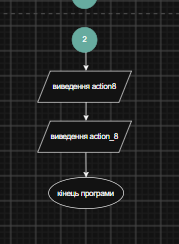 2
виведення action8
виведення action_8
кінець програми